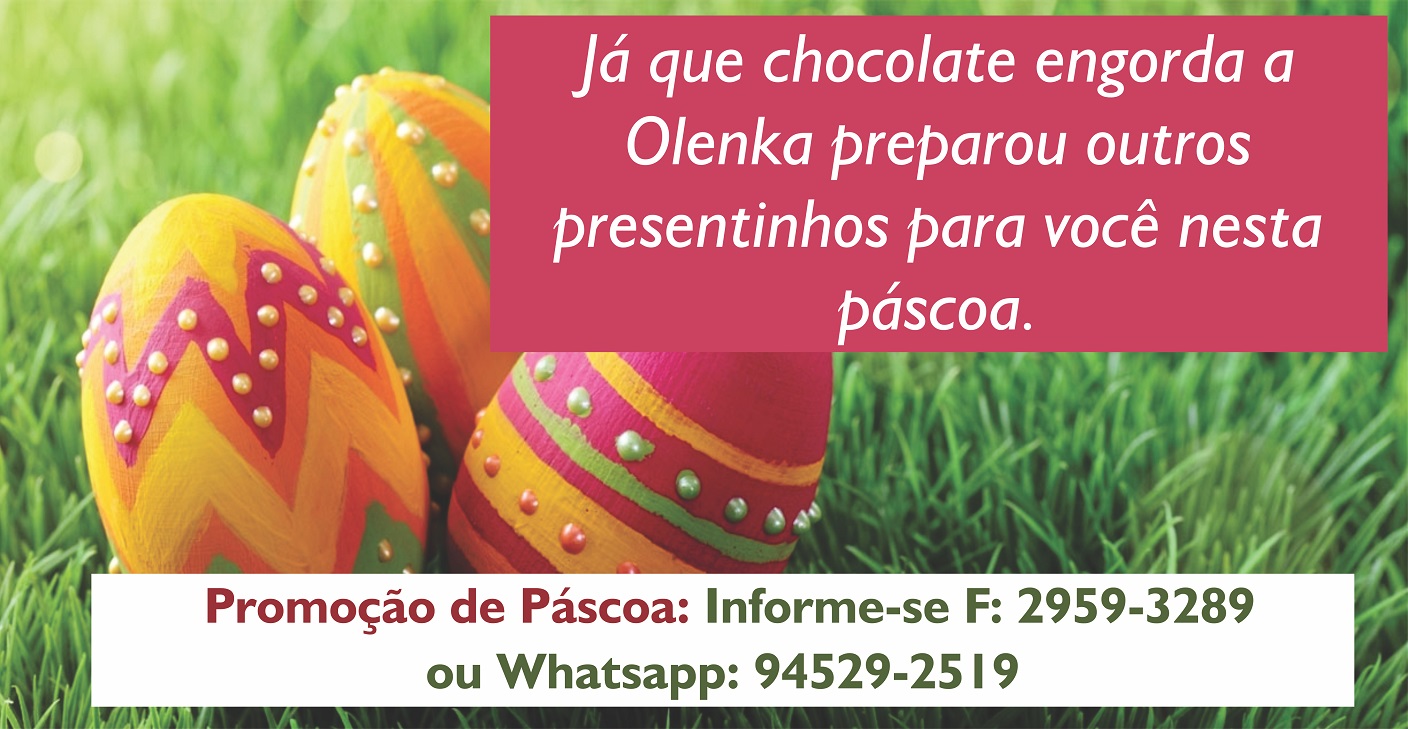 Já que chocolate engorda a
Olenka preparou outros
presentinhos para você nesta
páscoa.
Promoção de Páscoa: Informe-se F: 2959-3289
ou Whatsapp: 94529-2519